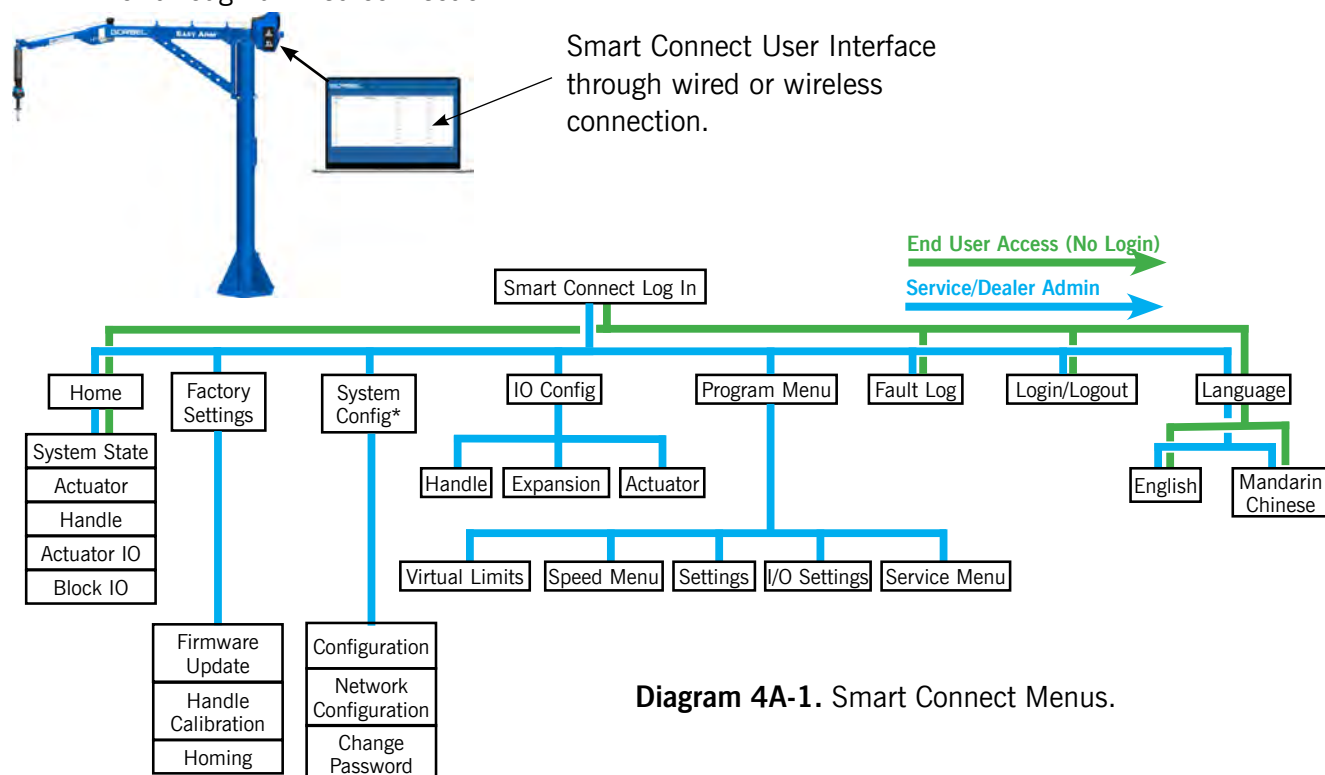 GORBEL
EASY ARM
Smart Connect User Interface
through wired or wireless
connection.
End User Access (No Login)
Service/Dealer Admin
Smart Connect Log In
Home
Factory
Settings
System
Config*
IO Config
Program Menu
Fault Log
Login/Logout
Language
System State
Actuator
Handle
Actuator IO
Block IO
Handle
Expansion
Actuator
English
Mandarin
Chinese
Virtual Limits
Speed Menu
Settings
I/O Settings
Service Menu
Firmware
Update
Handle
Calibration
Homing
Configuration
Network
Configuration
Change
Password
Diagram 4A-1. Smart Connect Menus.